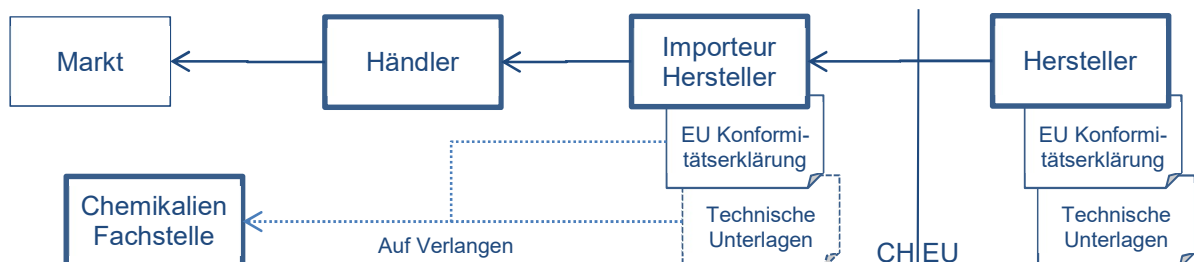 Markt
Händler
Importeur
Hersteller
Hersteller
EU Konformi-
tätserklärung
EU Konformi-
tätserklärung
Chemikalien
Fachstelle
Auf Verlangen
Technische
Unterlagen
CH EU
Technische
Unterlagen